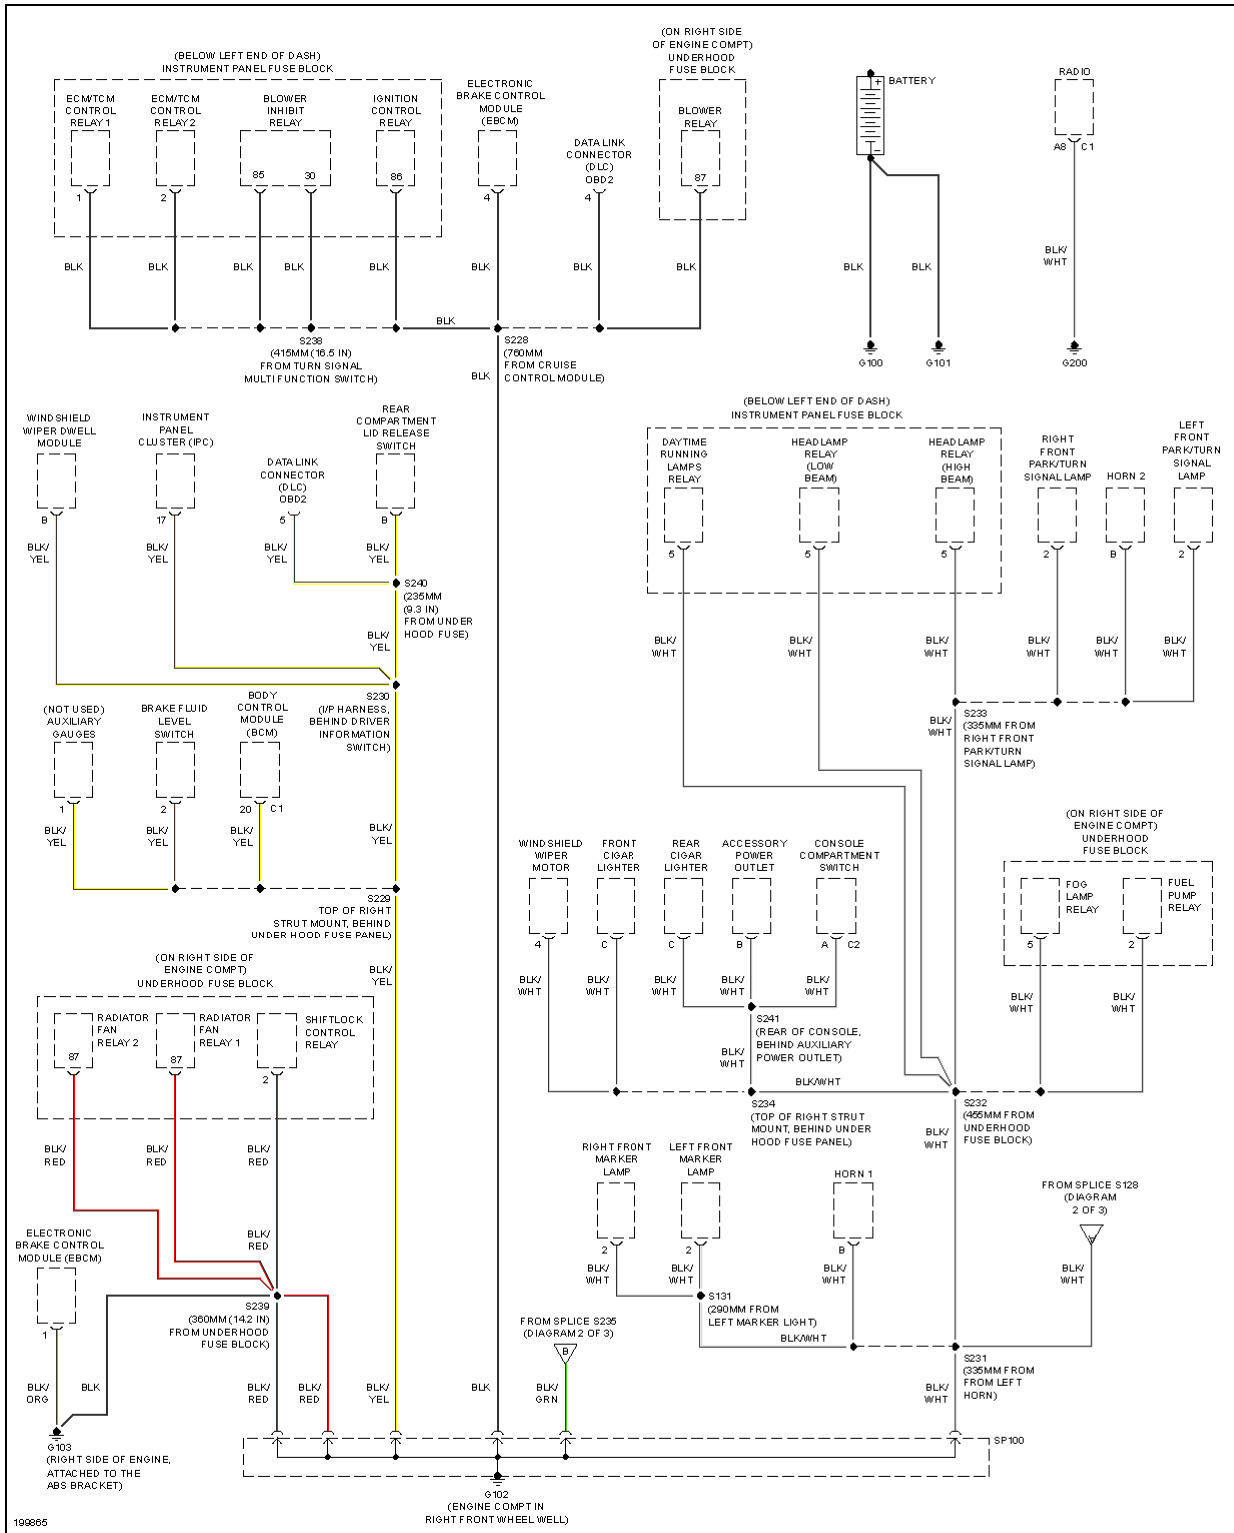 (BELOW LEFT END OF DASH)
INSTRUMENT PANEL FUSE BLOCK
ECM/TCM
CONTROL
RELAY 1
ECM/TCM
CONTROL
RELAY 2
BLOWER
INHIBIT
RELAY
IGNITION
CONTROL
RELAY
ELECTRONIC
BRAKE CONTROL
MODULE
(EBCM)
DATA LINK
CONNECTOR
(DLC)
OBD2
(ON RIGHT SIDE
OF ENGINE COMPT)
UNDERHOOD
FUSE BLOCK
BLOWER
RELAY
BATTERY
+
−
RADIO
A8 C1
85 30 86 87
1 2 4 4
BLK BLK BLK BLK BLK BLK BLK BLK BLK BLK
BLK/
WHT
BLK
S238
(415MM (16.5 IN)
FROM TURN SIGNAL
MULTI FUNCTION SWITCH)
S228
(760MM
FROM CRUISE
CONTROL MODULE)
BLK
G100 G101 G200
WINDSHIELD
WIPER DWELL
MODULE
INSTRUMENT
PANEL
CLUSTER (IPC)
DATA LINK
CONNECTOR
(DLC)
OBD2
REAR
COMPARTMENT
LID RELEASE
SWITCH
B 17 5 B
BLK/
YEL
BLK/
YEL
BLK/
YEL
BLK/
YEL
S240
(235MM
(9.3 IN)
FROM UNDER
HOOD FUSE)
BLK/
YEL
S230
(I/P HARNESS,
BEHIND DRIVER
INFORMATION
SWITCH)
(BELOW LEFT END OF DASH)
INSTRUMENT PANEL FUSE BLOCK
DAYTIME
RUNNING
LAMPS
RELAY
HEADLAMP
RELAY
(LOW
BEAM)
HEADLAMP
RELAY
(HIGH
BEAM)
RIGHT
FRONT
PARK/TURN
SIGNAL LAMP
HORN 2
LEFT
FRONT
PARK/TURN
SIGNAL
LAMP
5 5 5 2 B 2
BLK/
WHT
BLK/
WHT
BLK/
WHT
BLK/
WHT
BLK/
WHT
BLK/
WHT
BLK/
WHT
S233
(335MM FROM
RIGHT FRONT
PARK/TURN
SIGNAL LAMP)
(NOT USED)
AUXILIARY
GAUGES
BRAKE FLUID
LEVEL
SWITCH
BODY
CONTROL
MODULE
(BCM)
1 2 20 C1
BLK/
YEL
BLK/
YEL
BLK/
YEL
BLK/
YEL
S229
TOP OF RIGHT
STRUT MOUNT, BEHIND
UNDER HOOD FUSE PANEL)
BLK/
YEL
WINDSHIELD
WIPER
MOTOR
FRONT
CIGAR
LIGHTER
REAR
CIGAR
LIGHTER
ACCESSORY
POWER
OUTLET
CONSOLE
COMPARTMENT
SWITCH
4 C C B A C2
BLK/
WHT
BLK/
WHT
BLK/
WHT
BLK/
WHT
BLK/
WHT
(ON RIGHT SIDE OF
ENGINE COMPT)
UNDERHOOD
FUSE BLOCK
FOG
LAMP
RELAY
FUEL
PUMP
RELAY
5 2
BLK/
WHT
BLK/
WHT
S241
(REAR OF CONSOLE,
BEHIND AUXILIARY
POWER OUTLET)
BLK/
WHT
BLK/WHT
S234
(TOP OF RIGHT STRUT
MOUNT, BEHIND UNDER
HOOD FUSE PANEL)
S232
(455MM FROM
UNDERHOOD
FUSE BLOCK)
BLK/
WHT
(ON RIGHT SIDE OF
ENGINE COMPT)
UNDERHOOD FUSE BLOCK
RADIATOR
FAN
RELAY 2
RADIATOR
FAN
RELAY 1
SHIFTLOCK
CONTROL
RELAY
87 87 2
BLK/
RED
BLK/
RED
BLK/
RED
BLK/
RED
ELECTRONIC
BRAKE CONTROL
MODULE (EBCM)
1
S239
(360MM (14.2 IN)
FROM UNDERHOOD
FUSE BLOCK)
RIGHT FRONT
MARKER
LAMP
LEFT FRONT
MARKER
LAMP
HORN 1
FROM SPLICE S128
(DIAGRAM
2 OF 3)
A
2 2 B
BLK/
WHT
BLK/
WHT
BLK/
WHT
BLK/
WHT
S131
(290MM FROM
LEFT MARKER LIGHT)
BLK/WHT
FROM SPLICE S235
(DIAGRAM 2 OF 3)
B
S231
(335MM FROM
FROM LEFT
HORN)
BLK/
ORG
BLK
BLK/
RED
BLK/
RED
BLK/
YEL
BLK
BLK/
GRN
BLK/
WHT
G103
(RIGHT SIDE OF ENGINE,
ATTACHED TO THE
ABS BRACKET)
SP100
G102
(ENGINE COMPT IN
RIGHT FRONT WHEEL WELL)
199865